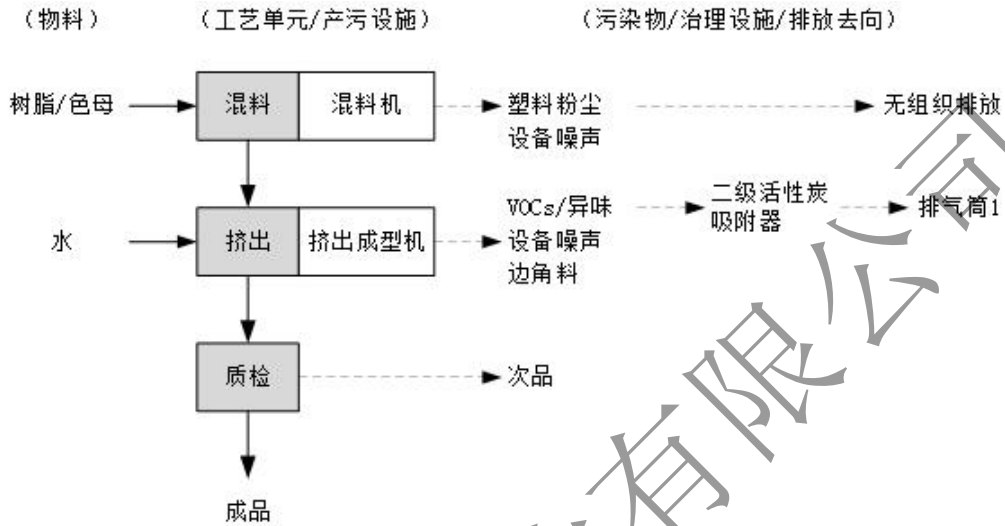 （物料） （工艺单元/产污设施） （污染物/治理设施/排放去向）
树脂/色母 混料 混料机 塑料粉尘 无组织排放
设备噪声
VOCs/异味 二级活性炭 排气筒1
水 挤出 挤出成型机 设备噪声 吸附器
边角料
质检 次品
成品
有限公司